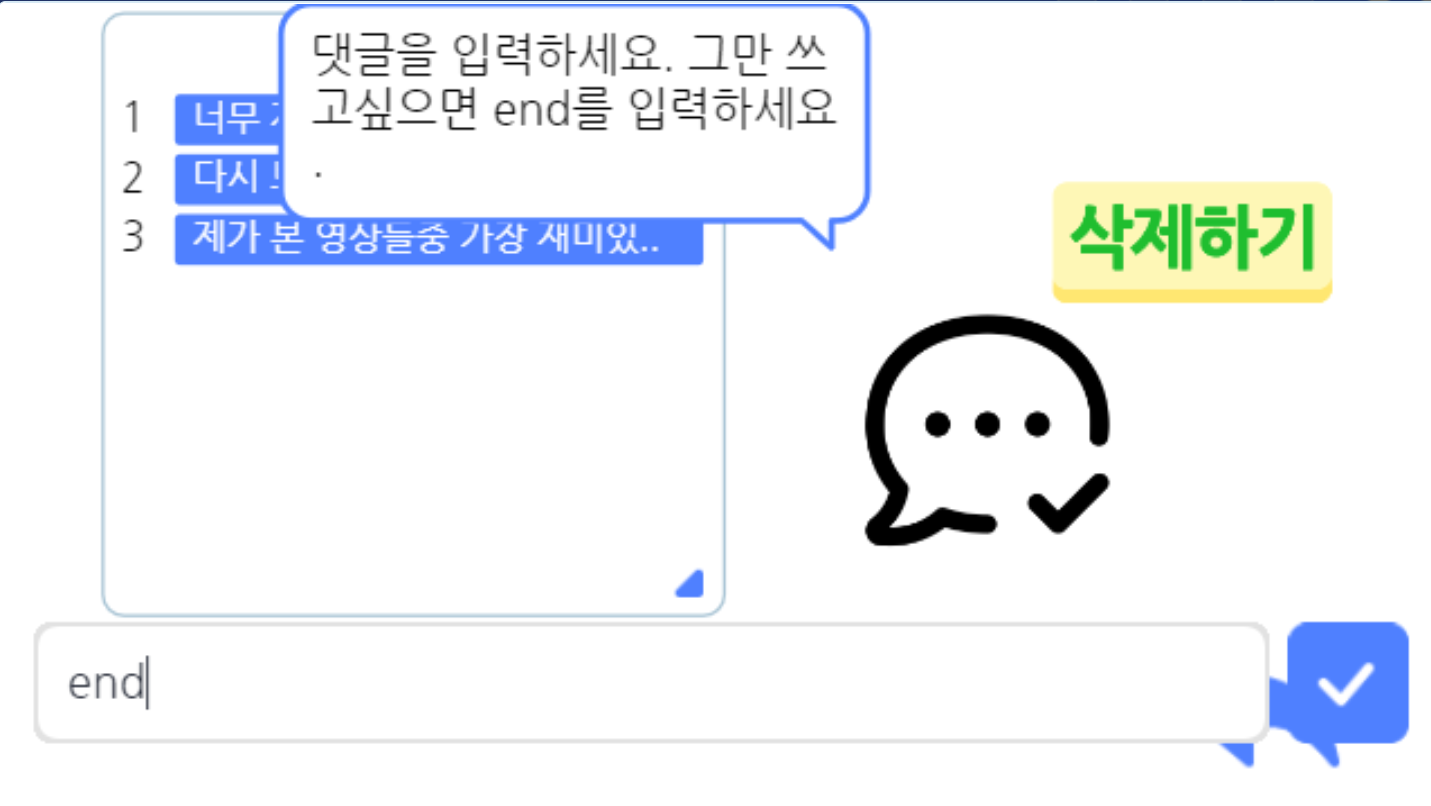 댓글을 입력하세요. 그만 쓰
고싶으면 end를 입력하세요
.
1 너무
2 다시
3 제가 본 영상들중 가장 재미있..
삭제하기
end